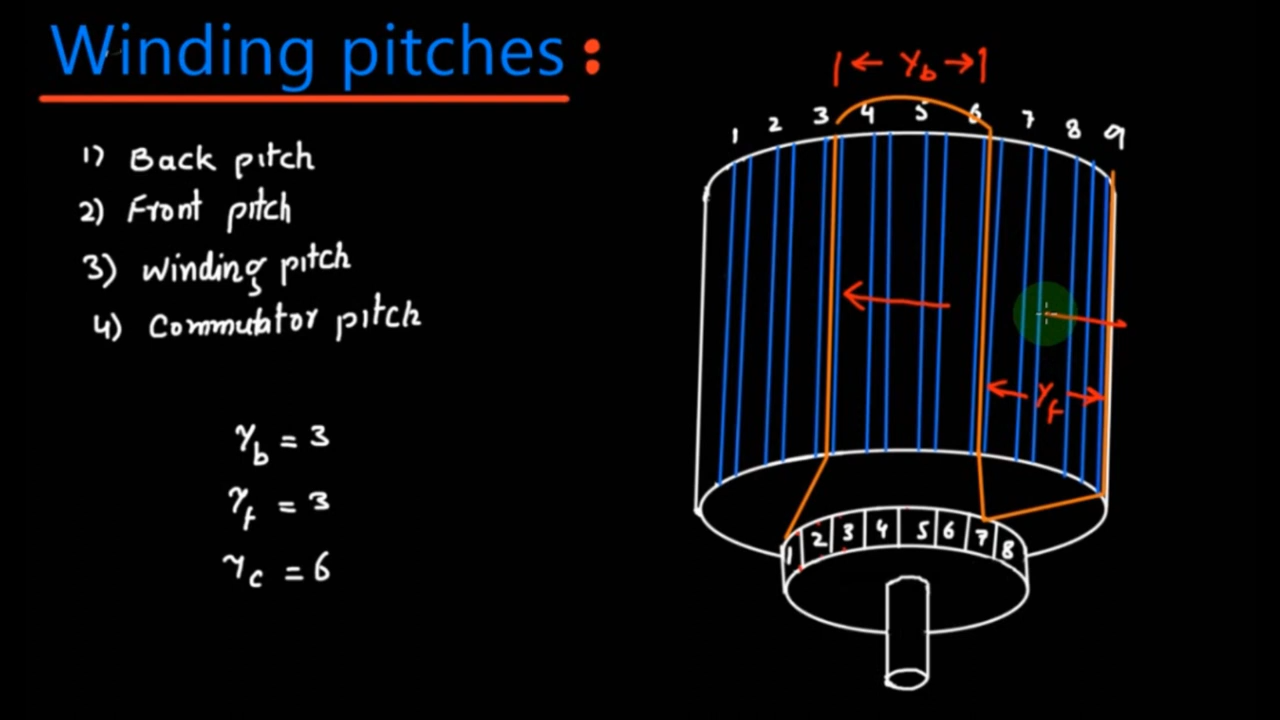 Winding pitches :
1) Back pitch
2) Front pitch
3) Winding pitch
4) Commutator pitch
Yb = 3
Yf = 3
Yc = 6
Yb
1 2 3 4 5 6 7 8 9
Yf
1 2 3 4 5 6 7 8